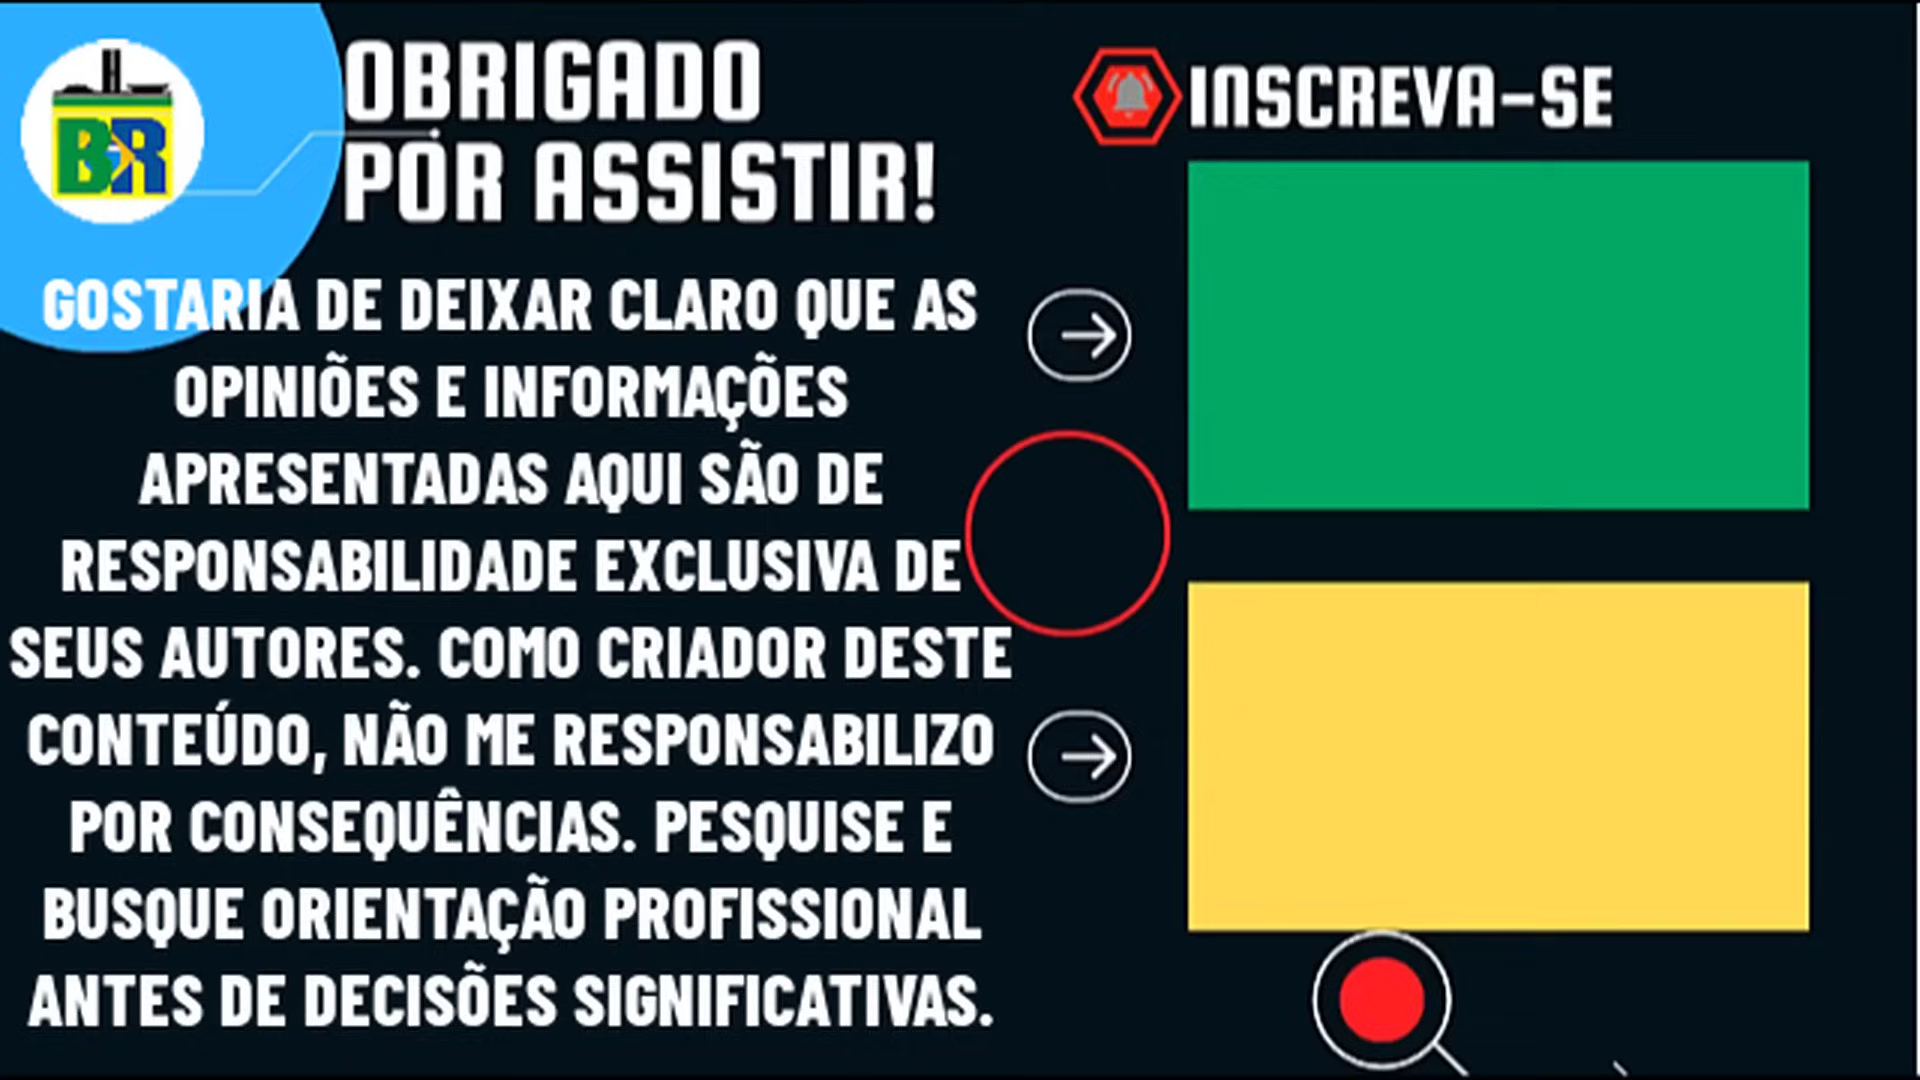 BR
OBRIGADO
POR ASSISTIR!
INSCREVA-SE
GOSTARIA DE DEIXAR CLARO QUE AS
OPINIÕES E INFORMAÇÕES
APRESENTADAS AQUI SÃO DE
RESPONSABILIDADE EXCLUSIVA DE
SEUS AUTORES. COMO CRIADOR DESTE
CONTEÚDO, NÃO ME RESPONSABILIZO
POR CONSEQUÊNCIAS. PESQUISE E
BUSQUE ORIENTAÇÃO PROFISSIONAL
ANTES DE DECISÕES SIGNIFICATIVAS.